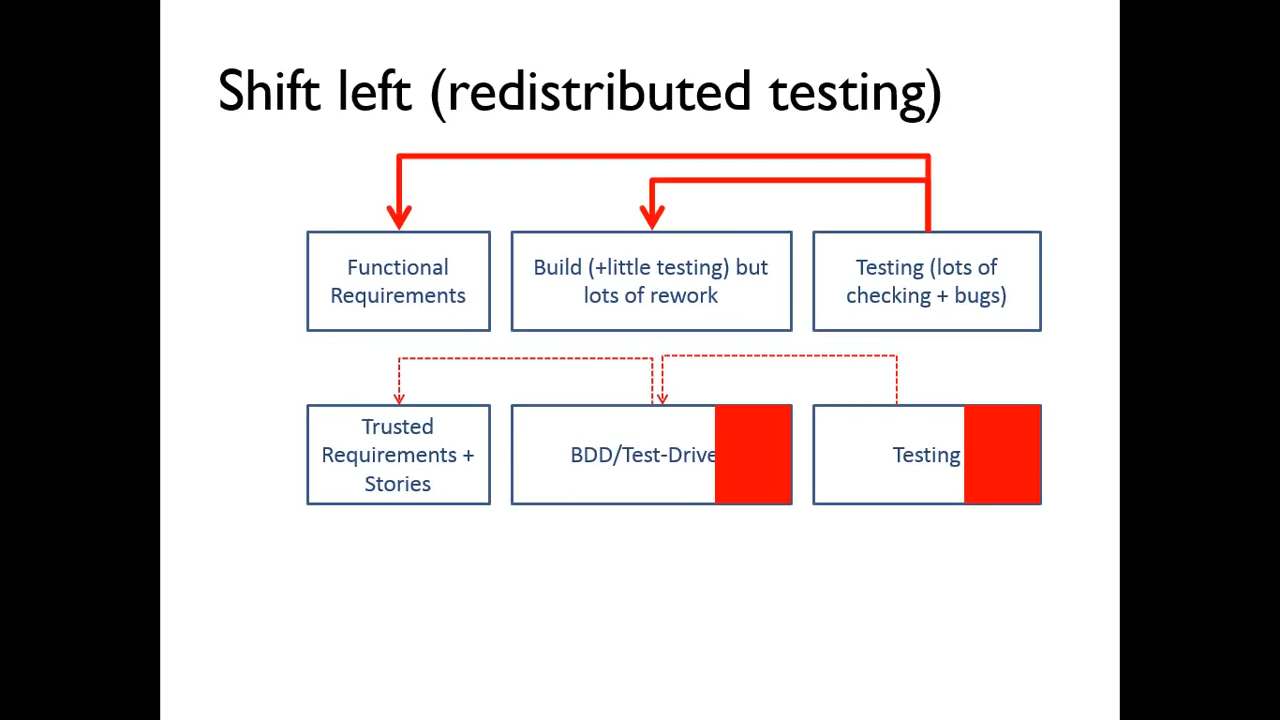 Shift left (redistributed testing)
Functional
Requirements
Build (+little testing) but
lots of rework
Testing (lots of
checking + bugs)
Trusted
Requirements +
Stories
BDD/Test-Drive
Testing